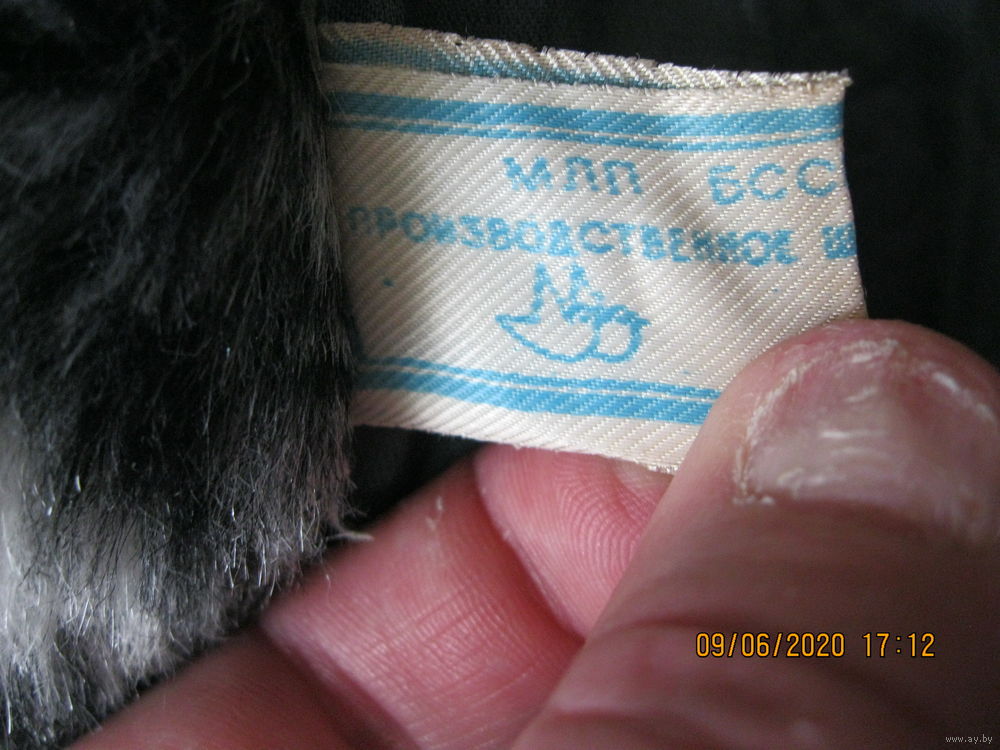 МЛП БСС
ПРОИЗВОДСТВЕННОЕ
09/06/2020 17:12
www.ay.by